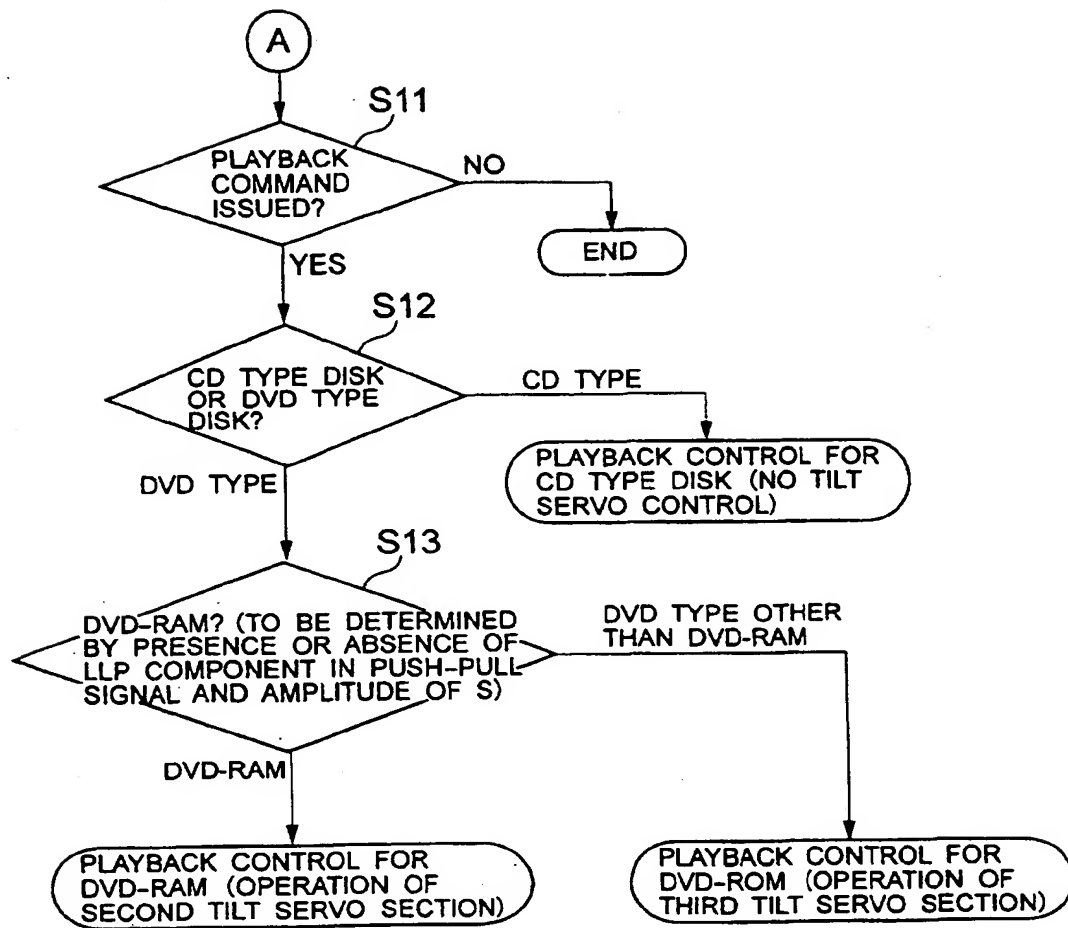 A
S11
PLAYBACK
COMMAND
ISSUED?
NO
END
YES
S12
CD TYPE DISK
OR DVD TYPE
DISK?
CD TYPE
PLAYBACK CONTROL FOR
CD TYPE DISK (NO TILT
SERVO CONTROL)
DVD TYPE
S13
DVD-RAM? (TO BE DETERMINED
BY PRESENCE OR ABSENCE OF
LLP COMPONENT IN PUSH-PULL
SIGNAL AND AMPLITUDE OF S)
DVD TYPE OTHER
THAN DVD-RAM
DVD-RAM
PLAYBACK CONTROL FOR
DVD-RAM (OPERATION OF
SECOND TILT SERVO SECTION)
PLAYBACK CONTROL FOR
DVD-ROM (OPERATION OF
THIRD TILT SERVO SECTION)